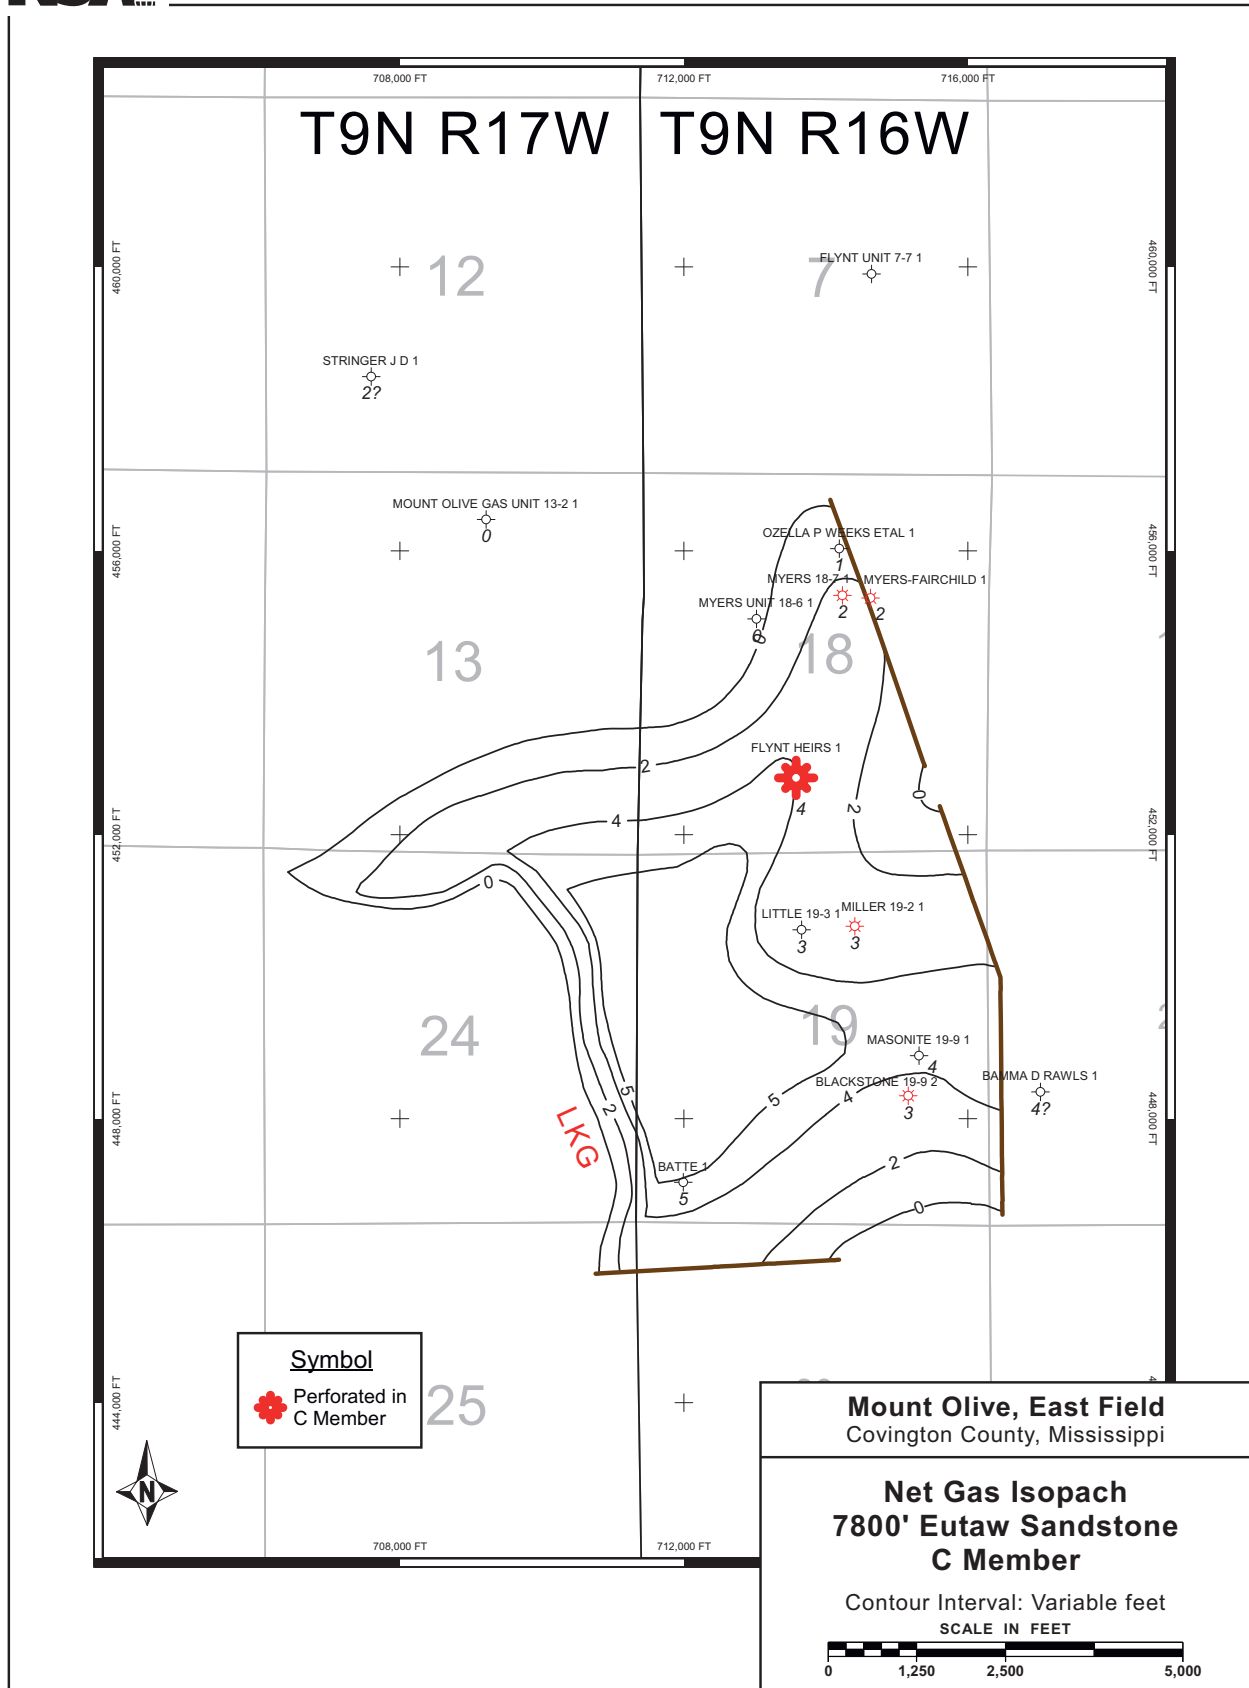 708,000 FT
712,000 FT
716,000 FT
T9N R17W
T9N R16W
460,000 FT
460,000 FT
12
7
FLYNT UNIT 7-7 1
STRINGER J D 1
2?
MOUNT OLIVE GAS UNIT 13-2 1
0
456,000 FT
456,000 FT
OZELLA P WEEKS ETAL 1
1
MYERS 18-7 1
MYERS-FAIRCHILD 1
2
2
MYERS UNIT 18-6 1
0
0
13
18
FLYNT HEIRS 1
2
4
4
2
0
452,000 FT
452,000 FT
0
LITTLE 19-3 1
MILLER 19-2 1
3
3
24
19
MASONITE 19-9 1
4
BLACKSTONE 19-9 2
3
BAMMA D RAWLS 1
4?
5
2
5
4
448,000 FT
448,000 FT
LKG
BATTE 1
5
2
0
Symbol
Perforated in
C Member
25
444,000 FT
N
708,000 FT
712,000 FT
Mount Olive, East Field
Covington County, Mississippi
Net Gas Isopach
7800' Eutaw Sandstone
C Member
Contour Interval: Variable feet
SCALE IN FEET
0
1,250
2,500
5,000